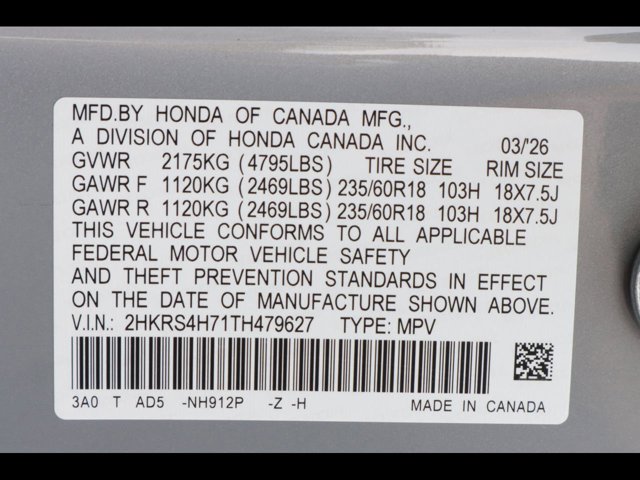 MFD.BY HONDA OF CANADA MFG.,
A DIVISION OF HONDA CANADA INC. 03/'26
GVWR 2175KG (4795LBS) TIRE SIZE RIM SIZE
GAWR F 1120KG (2469LBS) 235/60R18 103H 18X7.5J
GAWR R 1120KG (2469LBS) 235/60R18 103H 18X7.5J
THIS VEHICLE CONFORMS TO ALL APPLICABLE
FEDERAL MOTOR VEHICLE SAFETY
AND THEFT PREVENTION STANDARDS IN EFFECT
ON THE DATE OF MANUFACTURE SHOWN ABOVE.
V.I.N.: 2HKRS4H71TH479627 TYPE: MPV
3A0 T AD5 -NH912P -Z -H MADE IN CANADA